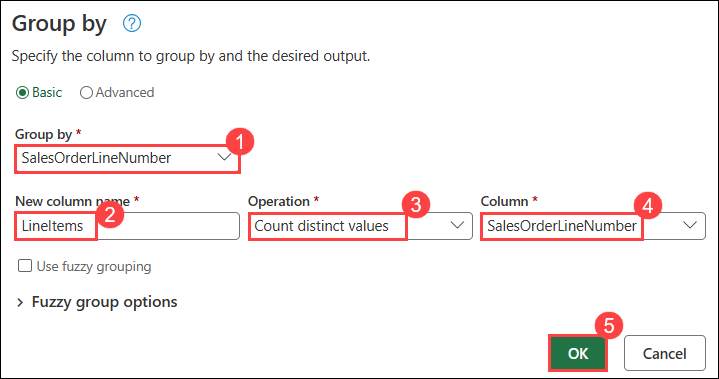 Group by ?
Specify the column to group by and the desired output.
Basic Advanced
Group by * 1
SalesOrderLineNumber
New column name * 2 Operation * 3 Column * 4
LineItems Count distinct values SalesOrderLineNumber
Use fuzzy grouping
> Fuzzy group options
5
OK Cancel